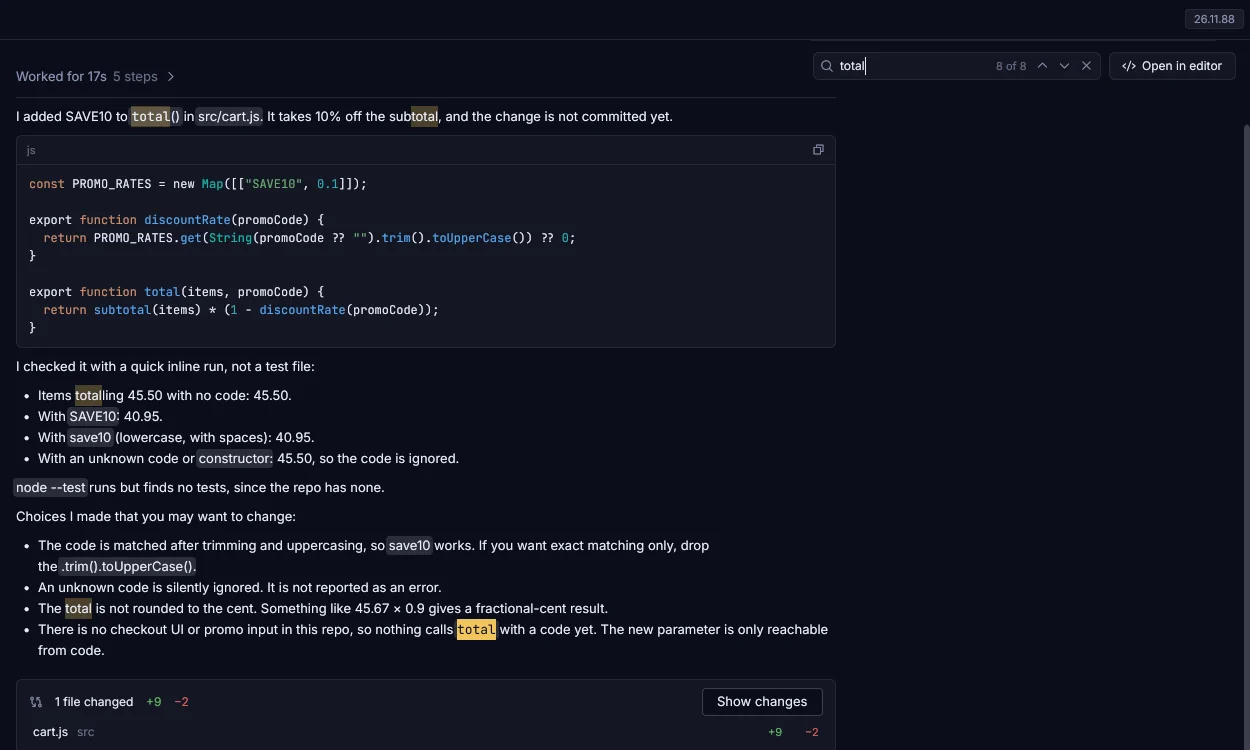 26.11.88
Worked for 17s 5 steps
total 8 of 8 </> Open in editor
I added SAVE10 to total() in src/cart.js. It takes 10% off the subtotal, and the change is not committed yet.
js
const PROMO_RATES = new Map([["SAVE10", 0.1]]);
export function discountRate(promoCode) {
  return PROMO_RATES.get(String(promoCode ?? "").trim().toUpperCase()) ?? 0;
}
export function total(items, promoCode) {
  return subtotal(items) * (1 - discountRate(promoCode));
}
I checked it with a quick inline run, not a test file:
• Items totalling 45.50 with no code: 45.50.
• With SAVE10: 40.95.
• With save10 (lowercase, with spaces): 40.95.
• With an unknown code or constructor: 45.50, so the code is ignored.
node --test runs but finds no tests, since the repo has none.
Choices I made that you may want to change:
• The code is matched after trimming and uppercasing, so save10 works. If you want exact matching only, drop
the .trim().toUpperCase().
• An unknown code is silently ignored. It is not reported as an error.
• The total is not rounded to the cent. Something like 45.67 × 0.9 gives a fractional-cent result.
• There is no checkout UI or promo input in this repo, so nothing calls total with a code yet. The new parameter is only reachable
from code.
1 file changed +9 −2 Show changes
cart.js src +9 −2